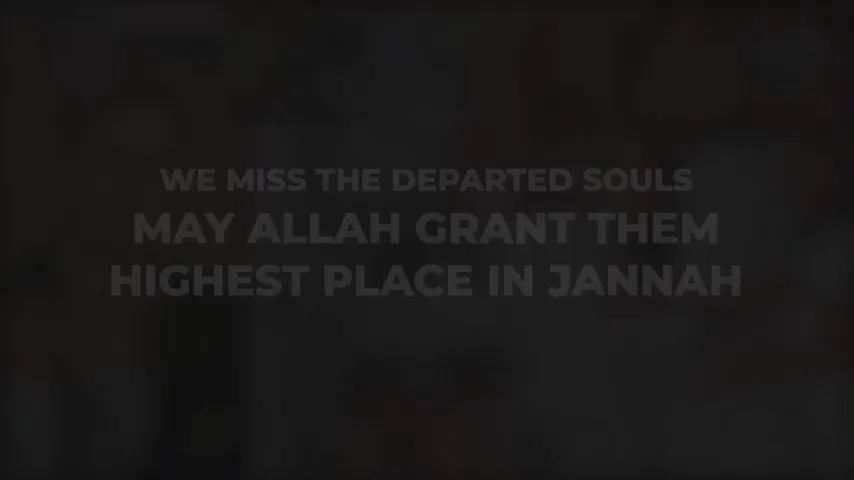 WE MISS THE DEPARTED SOULS
MAY ALLAH GRANT THEM
HIGHEST PLACE IN JANNAH